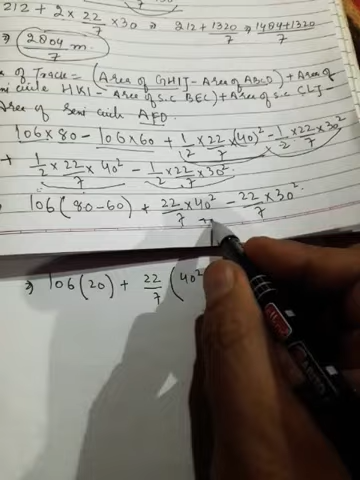 212 + 2 × 22/7 × 30 ⇒ 212 + 1320/7 ⇒ 1484 + 1320/7
⇒ 2804 m/7
of Track = (Area of GHIJ - Area of ABCD) + Area of
semi circle HKI - Area of S.C BEC) + Area of S.C GLJ -
Area of Semi circle AFD.
106 × 80 - 106 × 60 + 1/2 × 22/7 × (40)² - 1/2 × 22/7 × 30²
+ 1/2 × 22/7 × 40² - 1/2 × 22/7 × 30²
⇒ 106 (80 - 60) + 22/7 × 40² - 22/7 × 30²
⇒ 106 (20) + 22/7 (40²